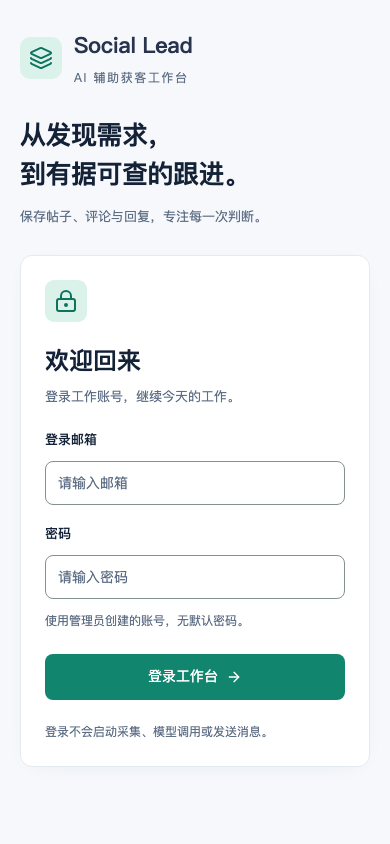 Social Lead
AI 辅助获客工作台
从发现需求，
到有据可查的跟进。
保存帖子、评论与回复，专注每一次判断。
欢迎回来
登录工作账号，继续今天的工作。
登录邮箱
请输入邮箱
密码
请输入密码
使用管理员创建的账号，无默认密码。
登录工作台 →
登录不会启动采集、模型调用或发送消息。